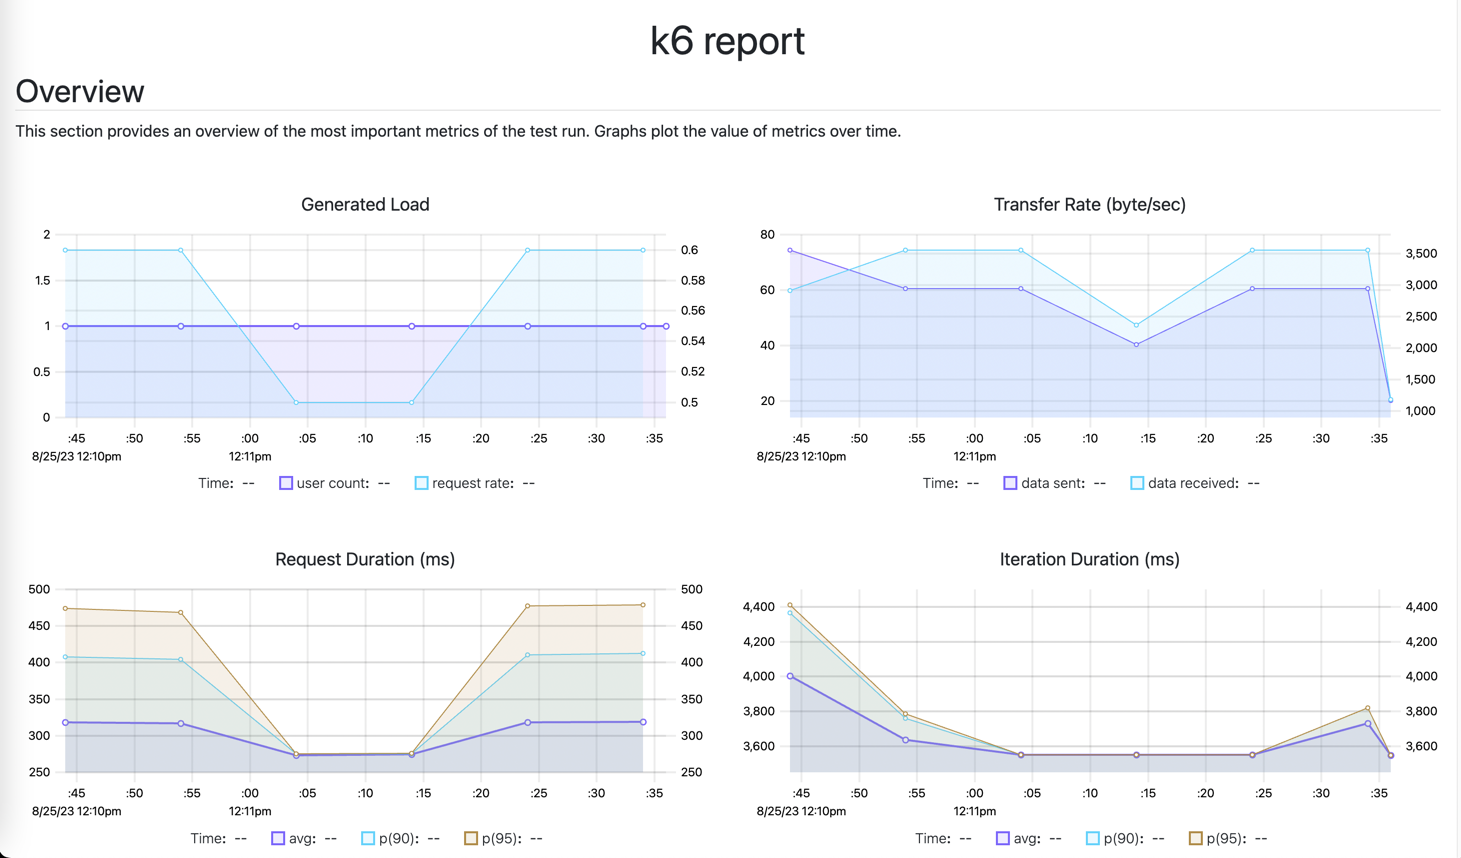 k6 report
Overview
This section provides an overview of the most important metrics of the test run. Graphs plot the value of metrics over time.
Generated Load
2
1.5
1
0.5
0
0.6
0.58
0.56
0.54
0.52
0.5
:45 :50 :55 :00 :05 :10 :15 :20 :25 :30 :35
8/25/23 12:10pm 12:11pm
Time: -- user count: -- request rate: --
Transfer Rate (byte/sec)
80
60
40
20
3,500
3,000
2,500
2,000
1,500
1,000
:45 :50 :55 :00 :05 :10 :15 :20 :25 :30 :35
8/25/23 12:10pm 12:11pm
Time: -- data sent: -- data received: --
Request Duration (ms)
500
450
400
350
300
250
500
450
400
350
300
250
:45 :50 :55 :00 :05 :10 :15 :20 :25 :30 :35
8/25/23 12:10pm 12:11pm
Time: -- avg: -- p(90): -- p(95): --
Iteration Duration (ms)
4,400
4,200
4,000
3,800
3,600
4,400
4,200
4,000
3,800
3,600
:45 :50 :55 :00 :05 :10 :15 :20 :25 :30 :35
8/25/23 12:10pm 12:11pm
Time: -- avg: -- p(90): -- p(95): --